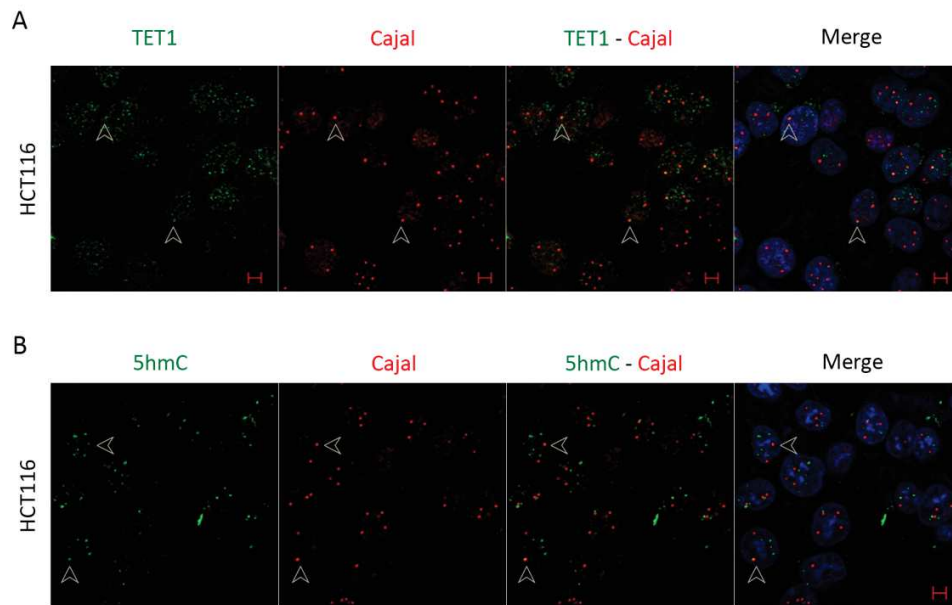 A
TET1 Cajal TET1 - Cajal Merge
HCT116
B
5hmC Cajal 5hmC - Cajal Merge
HCT116